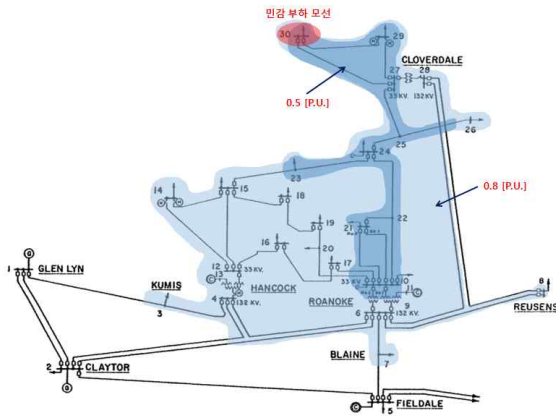 민감 부하 모선
30
29
CLOVERDALE
27
28
0.5 [P.U.]
33 KV.
132 KV.
26
25
24
23
14
15
18
0.8 [P.U.]
19
22
21
16
20
17
12
33 KV.
13
33 KV.
10
11
HANCOCK
ROANOKE
GLEN LYN
1
KUMIS
4
132 KV.
9
8
3
6
132 KV.
REUSENS
BLAINE
7
2
CLAYTOR
FIELDALE
5